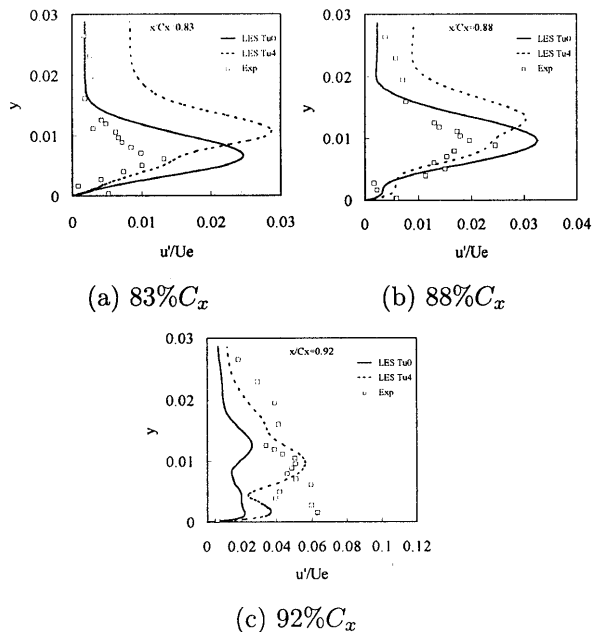 0.03
x/Cx=0.83
LES Tu0
LES Tu4
Exp
0.02
y
0.01
0
0 0.01 0.02 0.03
u'/Ue
(a) 83%Cx
0.03
x/Cx=0.88
LES Tu0
LES Tu4
Exp
0.02
y
0.01
0
0 0.01 0.02 0.03 0.04
u'/Ue
(b) 88%Cx
0.03
x/Cx=0.92
LES Tu0
LES Tu4
Exp
0.02
y
0.01
0
0 0.02 0.04 0.06 0.08 0.1 0.12
u'/Ue
(c) 92%Cx